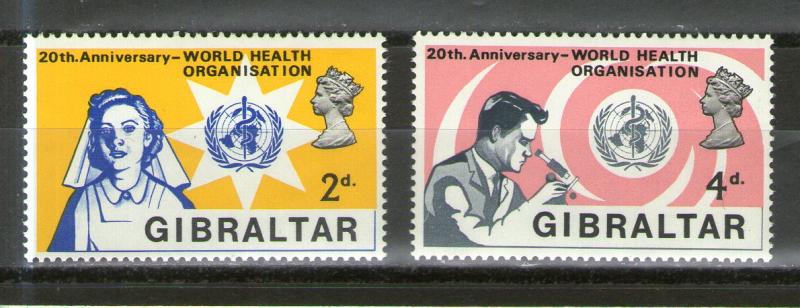 20th. Anniversary – WORLD HEALTH
ORGANISATION
2d.
GIBRALTAR
20th. Anniversary – WORLD HEALTH
ORGANISATION
4d.
GIBRALTAR